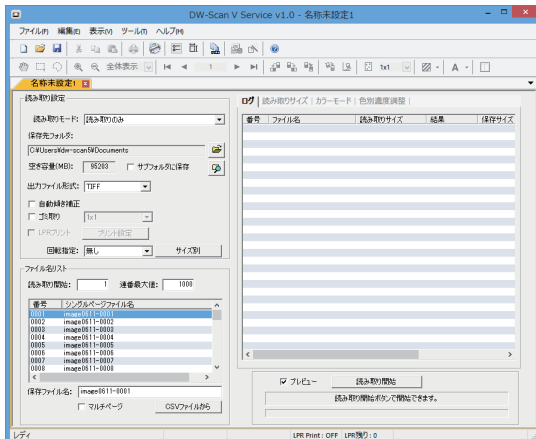 DW-Scan V Service v1.0 - 名称未設定1
ファイル(F) 編集(E) 表示(V) ツール(T) ヘルプ(H)
全体表示 1 1x1 A
名称未設定1
読み取り設定
読み取りモード: 読み取りのみ
保存先フォルダ:
C:¥Users¥dw-scan5¥Documents
空き容量(MB): 95203 サブフォルダに保存
出力ファイル形式: TIFF
自動傾き補正
ゴミ取り 1x1
LPRプリント プリント設定
回転指定: 無し サイズ別
ファイル名リスト
読み取り開始: 1 連番最大値: 1000
番号 シングルページファイル名
0001 image0611-0001
0002 image0611-0002
0003 image0611-0003
0004 image0611-0004
0005 image0611-0005
0006 image0611-0006
0007 image0611-0007
0008 image0611-0008
保存ファイル名: image0611-0001
マルチページ CSVファイルから
ログ 読み取りサイズ カラーモード 色別濃度調整
番号 ファイル名 読み取りサイズ 結果 保存サイズ
プレビュー 読み取り開始
読み取り開始ボタンで開始できます。
レディ LPR Print : OFF LPR残り : 0